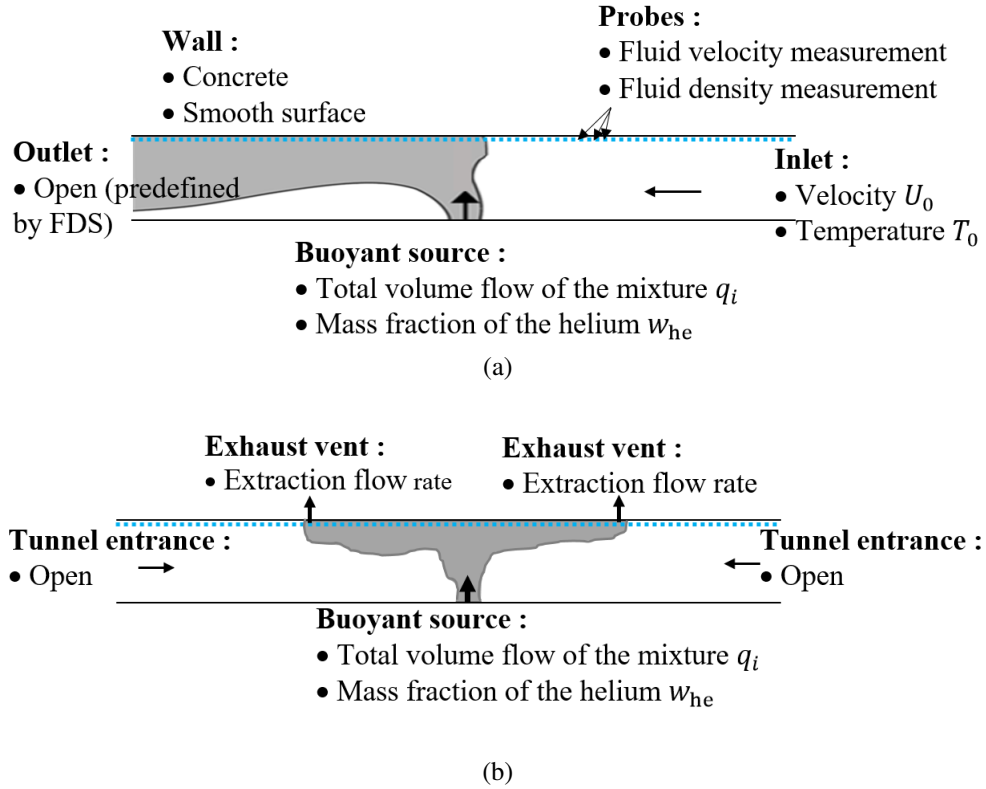 Probes :
• Fluid velocity measurement
• Fluid density measurement
Wall :
• Concrete
• Smooth surface
Outlet :
• Open (predefined
by FDS)
Inlet :
• Velocity U₀
• Temperature T₀
Buoyant source :
• Total volume flow of the mixture qᵢ
• Mass fraction of the helium w_he
(a)
Exhaust vent :
• Extraction flow rate
Exhaust vent :
• Extraction flow rate
Tunnel entrance :
• Open
Tunnel entrance :
• Open
Buoyant source :
• Total volume flow of the mixture qᵢ
• Mass fraction of the helium w_he
(b)